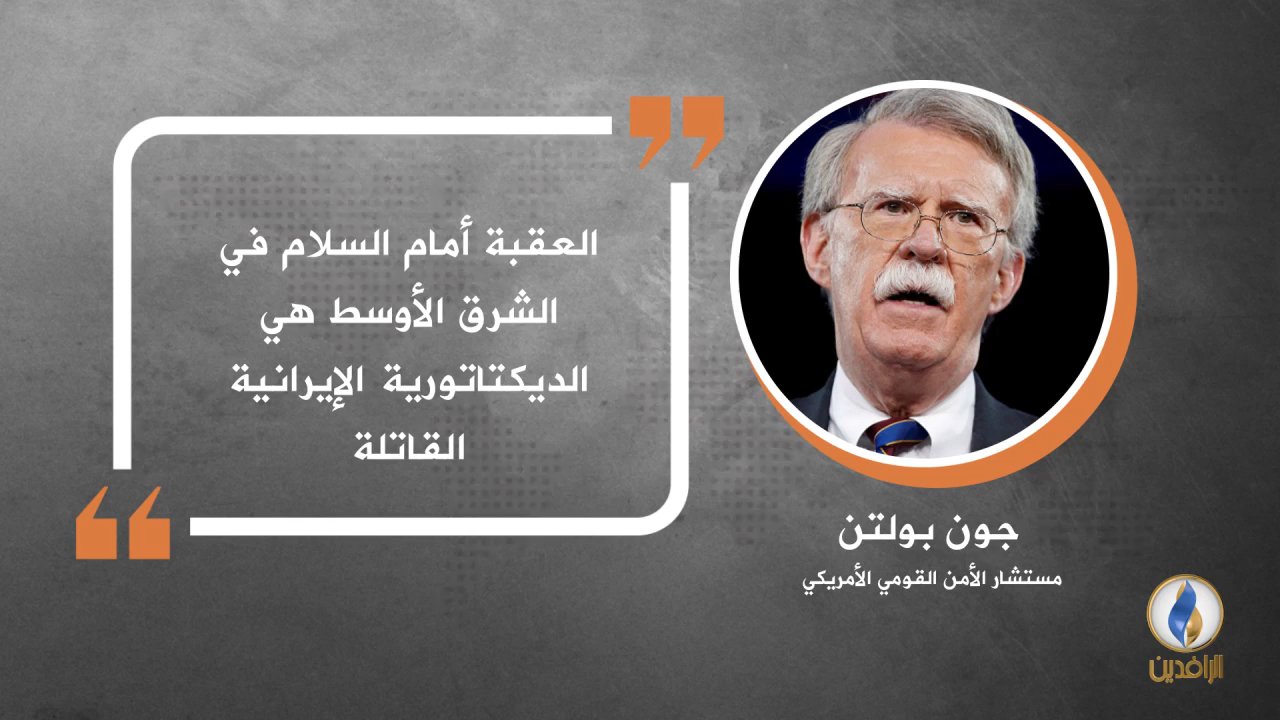 العقبة أمام السلام في
الشرق الأوسط هي
الديكتاتورية الإيرانية
القاتلة
جون بولتن
مستشار الأمن القومي الأمريكي
الرافدين